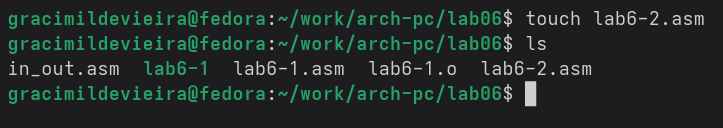 gracimildevieira@fedora:~/work/arch-pc/lab06$ touch lab6-2.asm
gracimildevieira@fedora:~/work/arch-pc/lab06$ ls
in_out.asm  lab6-1  lab6-1.asm  lab6-1.o  lab6-2.asm
gracimildevieira@fedora:~/work/arch-pc/lab06$